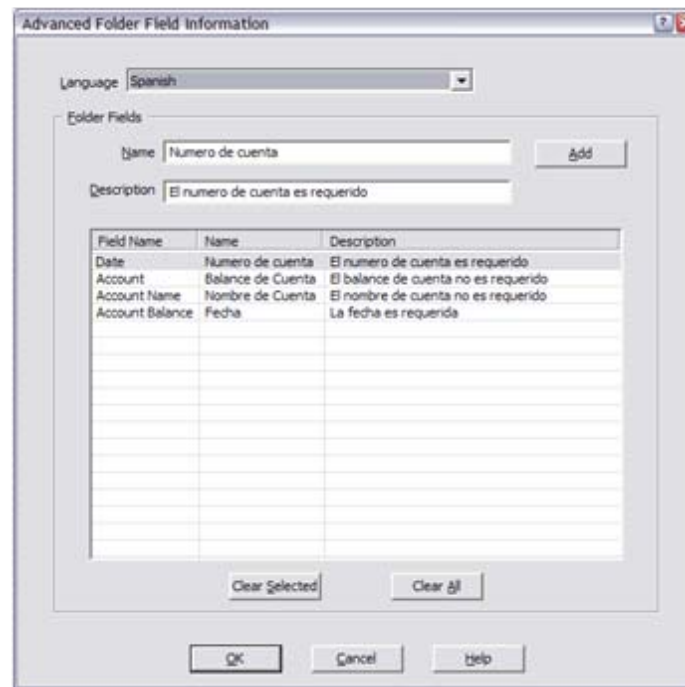 Advanced Folder Field Information
Language Spanish
Folder Fields
Name Numero de cuenta Add
Description El numero de cuenta es requerido
Field Name Name Description
Date Numero de cuenta El numero de cuenta es requerido
Account Balance de Cuenta El balance de cuenta no es requerido
Account Name Nombre de Cuenta El nombre de cuenta no es requerido
Account Balance Fecha La fecha es requerida
Clear Selected Clear All
OK Cancel Help